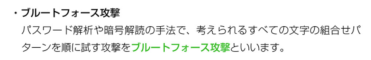 ・ブルートフォース攻撃
パスワード解析や暗号解読の手法で、考えられるすべての文字の組合せパ
ターンを順に試す攻撃をブルートフォース攻撃といいます。